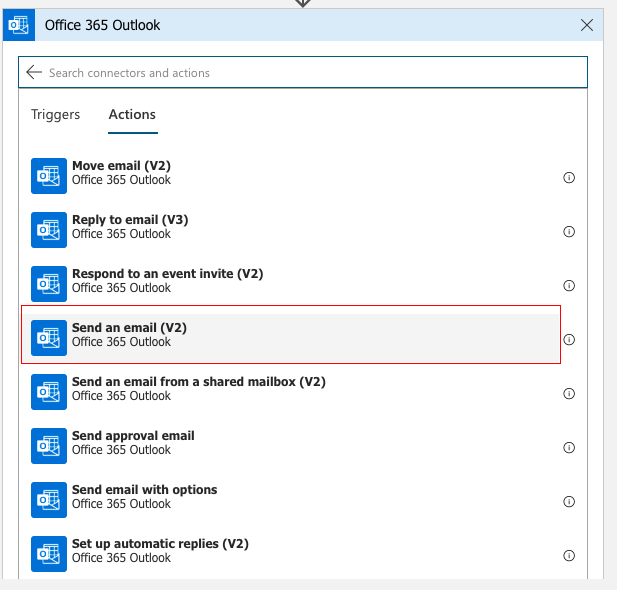 Office 365 Outlook
Search connectors and actions
Triggers Actions
Move email (V2)
Office 365 Outlook
Reply to email (V3)
Office 365 Outlook
Respond to an event invite (V2)
Office 365 Outlook
Send an email (V2)
Office 365 Outlook
Send an email from a shared mailbox (V2)
Office 365 Outlook
Send approval email
Office 365 Outlook
Send email with options
Office 365 Outlook
Set up automatic replies (V2)
Office 365 Outlook